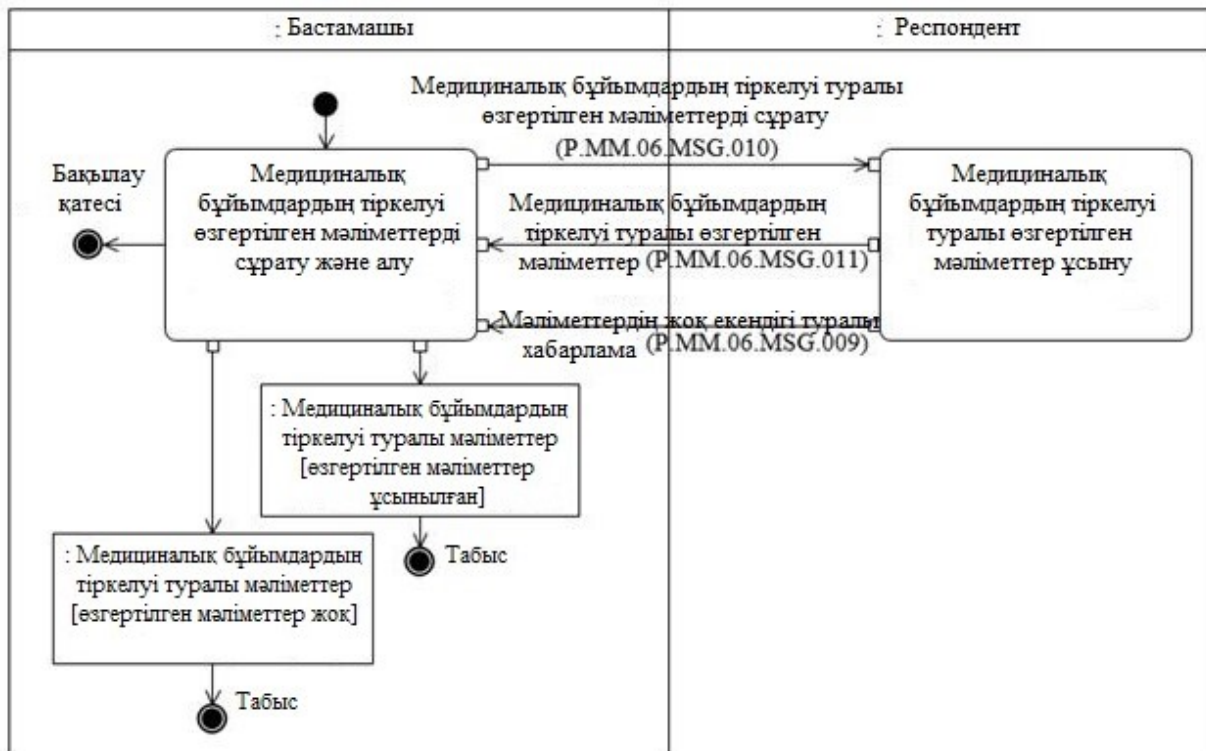 : Бастамашы
: Респондент
Медициналық бұйымдардың тіркелуі туралы
өзгертілген мәліметтерді сұрату
(P.MM.06.MSG.010)
Бақылау
қатесі
Медициналық
бұйымдардың тіркелуі
өзгертілген мәліметтерді
сұрату және алу
Медициналық бұйымдардың
тіркелуі туралы өзгертілген
мәліметтер (P.MM.06.MSG.011)
Медициналық
бұйымдардың тіркелуі
туралы өзгертілген
мәліметтер ұсыну
Мәліметтердің жоқ екендігі туралы
хабарлама (P.MM.06.MSG.009)
: Медициналық бұйымдардың
тіркелуі туралы мәліметтер
[өзгертілген мәліметтер
ұсынылған]
Табыс
: Медициналық бұйымдардың
тіркелуі туралы мәліметтер
[өзгертілген мәліметтер жоқ]
Табыс